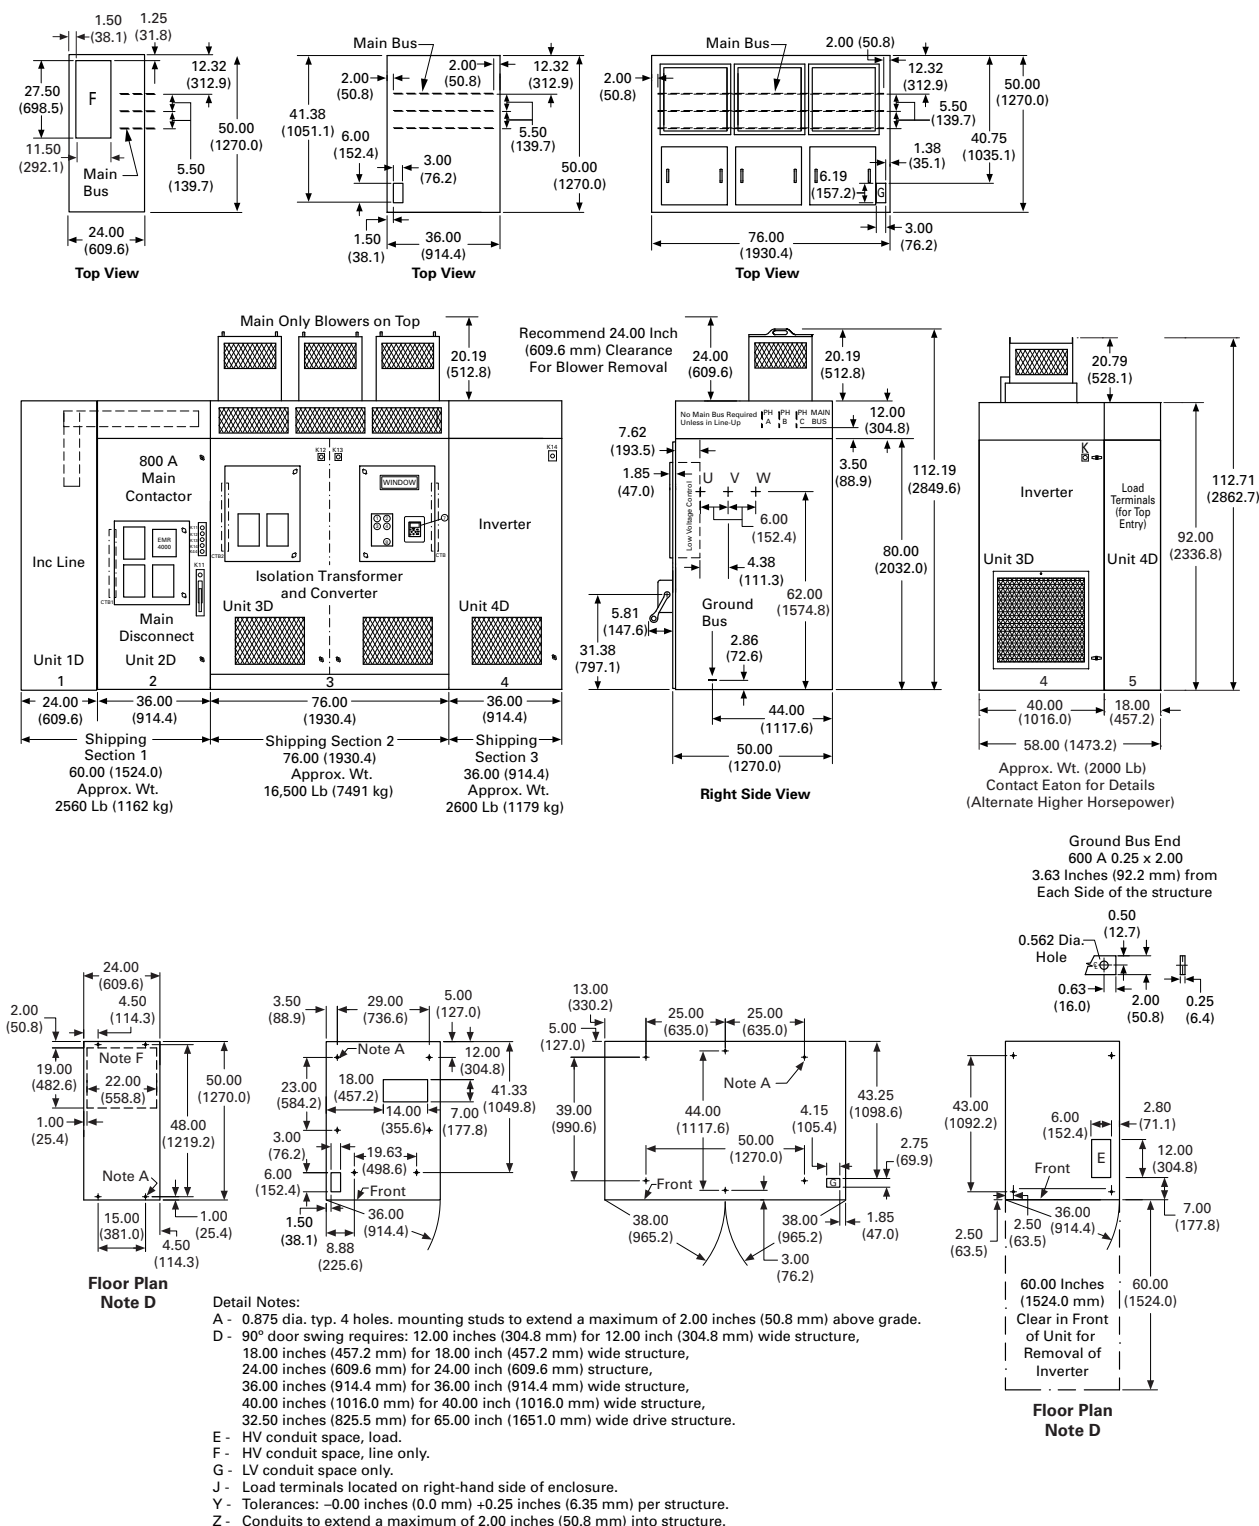 1.50
(38.1)
1.25
(31.8)
12.32
(312.9)
27.50
(698.5)
F
50.00
(1270.0)
11.50
(292.1)
Main
Bus
5.50
(139.7)
24.00
(609.6)
Top View
Main Bus
2.00
(50.8)
2.00
(50.8)
12.32
(312.9)
41.38
(1051.1)
6.00
(152.4)
3.00
(76.2)
5.50
(139.7)
50.00
(1270.0)
1.50
(38.1)
36.00
(914.4)
Top View
Main Bus
2.00 (50.8)
2.00
(50.8)
12.32
(312.9)
50.00
(1270.0)
5.50
(139.7)
40.75
(1035.1)
1.38
(35.1)
6.19
(157.2)
G
3.00
(76.2)
76.00
(1930.4)
Top View
Main Only Blowers on Top
20.19
(512.8)
800 A
Main
Contactor
K12
K13
K14
WINDOW
EMR
4000
K11
CTB1
CTB2
CTB
Inc Line
Isolation Transformer
and Converter
Inverter
Main
Disconnect
Unit 1D
Unit 2D
Unit 3D
Unit 4D
1
2
3
4
24.00
(609.6)
36.00
(914.4)
76.00
(1930.4)
36.00
(914.4)
Shipping
Section 1
60.00 (1524.0)
Approx. Wt.
2560 Lb (1162 kg)
Shipping Section 2
76.00 (1930.4)
Approx. Wt.
16,500 Lb (7491 kg)
Shipping
Section 3
36.00 (914.4)
Approx. Wt.
2600 Lb (1179 kg)
Recommend 24.00 Inch
(609.6 mm) Clearance
For Blower Removal
24.00
(609.6)
20.19
(512.8)
No Main Bus Required
Unless in Line-Up
PH
A
PH
B
PH
C
MAIN
BUS
12.00
(304.8)
7.62
(193.5)
3.50
(88.9)
112.19
(2849.6)
1.85
(47.0)
Low Voltage Control
U V W
6.00
(152.4)
80.00
(2032.0)
4.38
(111.3)
62.00
(1574.8)
Ground
Bus
5.81
(147.6)
2.86
(72.6)
31.38
(797.1)
44.00
(1117.6)
50.00
(1270.0)
Right Side View
20.79
(528.1)
K
Inverter
Load
Terminals
(for Top
Entry)
112.71
(2862.7)
92.00
(2336.8)
Unit 3D
Unit 4D
4
5
40.00
(1016.0)
18.00
(457.2)
58.00 (1473.2)
Approx. Wt. (2000 Lb)
Contact Eaton for Details
(Alternate Higher Horsepower)
Ground Bus End
600 A 0.25 x 2.00
3.63 Inches (92.2 mm) from
Each Side of the structure
0.50
(12.7)
0.562 Dia.
Hole
0.63
(16.0)
2.00
(50.8)
0.25
(6.4)
24.00
(609.6)
2.00
(50.8)
4.50
(114.3)
Note F
19.00
(482.6)
22.00
(558.8)
50.00
(1270.0)
1.00
(25.4)
48.00
(1219.2)
Note A
15.00
(381.0)
1.00
(25.4)
4.50
(114.3)
Floor Plan
Note D
3.50
(88.9)
29.00
(736.6)
5.00
(127.0)
Note A
12.00
(304.8)
18.00
(457.2)
23.00
(584.2)
41.33
(1049.8)
14.00
(355.6)
7.00
(177.8)
3.00
(76.2)
19.63
(498.6)
6.00
(152.4)
Front
1.50
(38.1)
36.00
(914.4)
8.88
(225.6)
13.00
(330.2)
25.00
(635.0)
25.00
(635.0)
5.00
(127.0)
Note A
39.00
(990.6)
44.00
(1117.6)
43.25
(1098.6)
4.15
(105.4)
50.00
(1270.0)
2.75
(69.9)
Front
G
38.00
(965.2)
38.00
(965.2)
1.85
(47.0)
3.00
(76.2)
43.00
(1092.2)
6.00
(152.4)
2.80
(71.1)
E
12.00
(304.8)
Front
7.00
(177.8)
2.50
(63.5)
2.50
(63.5)
36.00
(914.4)
60.00 Inches
(1524.0 mm)
Clear in Front
of Unit for
Removal of
Inverter
60.00
(1524.0)
Floor Plan
Note D
Detail Notes:
A - 0.875 dia. typ. 4 holes. mounting studs to extend a maximum of 2.00 inches (50.8 mm) above grade.
D - 90° door swing requires: 12.00 inches (304.8 mm) for 12.00 inch (304.8 mm) wide structure,
18.00 inches (457.2 mm) for 18.00 inch (457.2 mm) wide structure,
24.00 inches (609.6 mm) for 24.00 inch (609.6 mm) structure,
36.00 inches (914.4 mm) for 36.00 inch (914.4 mm) wide structure,
40.00 inches (1016.0 mm) for 40.00 inch (1016.0 mm) wide structure,
32.50 inches (825.5 mm) for 65.00 inch (1651.0 mm) wide drive structure.
E - HV conduit space, load.
F - HV conduit space, line only.
G - LV conduit space only.
J - Load terminals located on right-hand side of enclosure.
Y - Tolerances: –0.00 inches (0.0 mm) +0.25 inches (6.35 mm) per structure.
Z - Conduits to extend a maximum of 2.00 inches (50.8 mm) into structure.